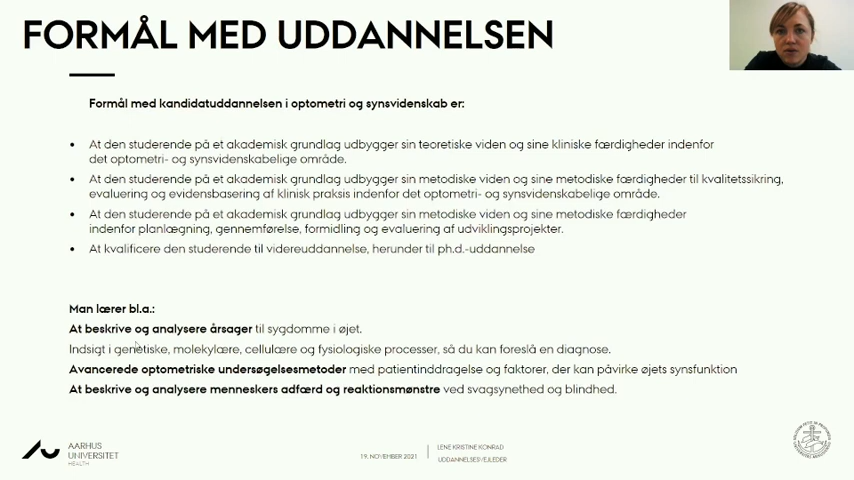 FORMÅL MED UDDANNELSEN
Formål med kandidatuddannelsen i optometri og synsvidenskab er:
• At den studerende på et akademisk grundlag udbygger sin teoretiske viden og sine kliniske færdigheder indenfor
det optometri- og synsvidenskabelige område.
• At den studerende på et akademisk grundlag udbygger sin metodiske viden og sine metodiske færdigheder til kvalitetssikring,
evaluering og evidensbasering af klinisk praksis indenfor det optometri- og synsvidenskabelige område.
• At den studerende på et akademisk grundlag udbygger sin metodiske viden og sine metodiske færdigheder
indenfor planlægning, gennemførelse, formidling og evaluering af udviklingsprojekter.
• At kvalificere den studerende til videreuddannelse, herunder til ph.d.-uddannelse
Man lærer bl.a.:
At beskrive og analysere årsager til sygdomme i øjet.
Indsigt i genetiske, molekylære, cellulære og fysiologiske processer, så du kan foreslå en diagnose.
Avancerede optometriske undersøgelsesmetoder med patientinddragelse og faktorer, der kan påvirke øjets synsfunktion
At beskrive og analysere menneskers adfærd og reaktionsmønstre ved svagsynethed og blindhed.
AARHUS
UNIVERSITET
HEALTH
19. NOVEMBER 2021
LENE KRISTINE KONRAD